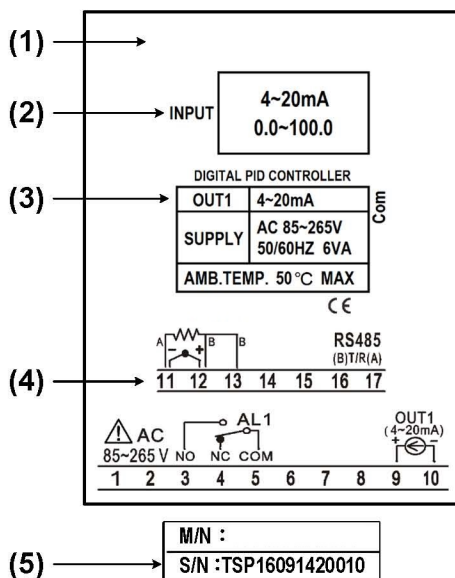 (1)
(2)
INPUT
4~20mA
0.0~100.0
DIGITAL PID CONTROLLER
(3)
OUT1 4~20mA
Com
SUPPLY AC 85~265V
50/60HZ 6VA
AMB.TEMP. 50°C MAX
CE
A - + B B
RS485
(B)T/R(A)
(4)
11 12 13 14 15 16 17
AC
85~265 V
NO NC COM
AL1
OUT1
(4~20mA)
+ -
1 2 3 4 5 6 7 8 9 10
M/N :
(5)
S/N :TSP16091420010